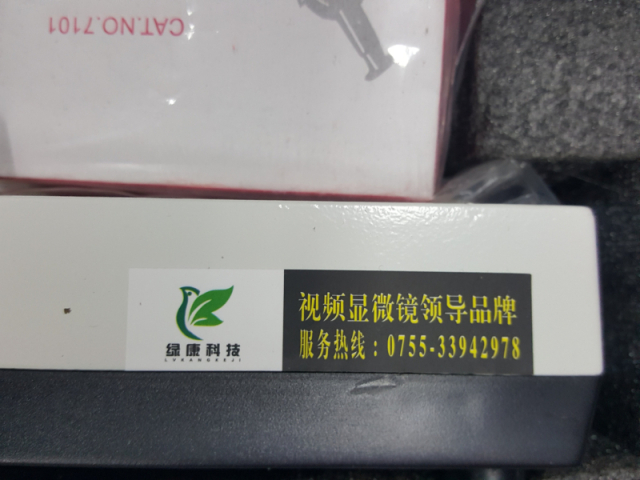 CAT.NO.7101
绿康科技
LVKANGKEJI
视频显微镜领导品牌
服务热线：0755-33942978